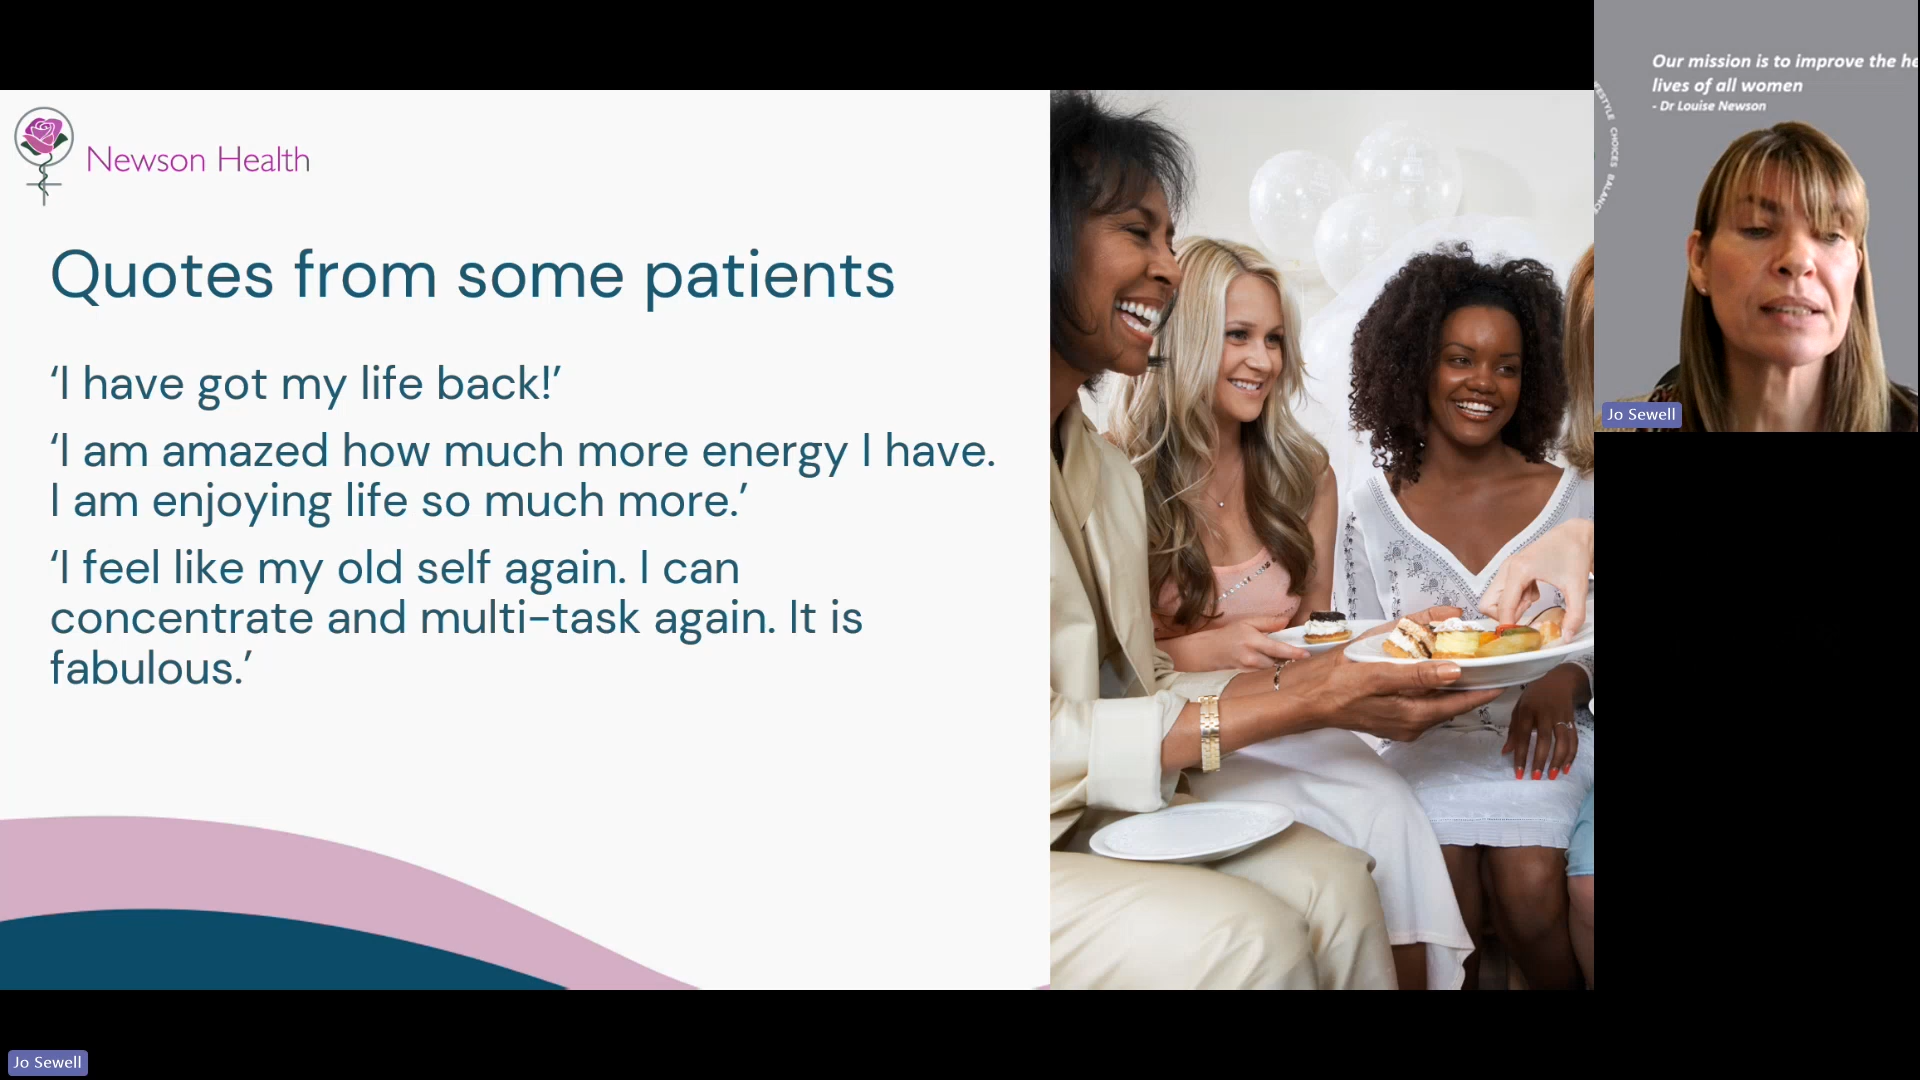 Newson Health
Quotes from some patients
‘I have got my life back!’
‘I am amazed how much more energy I have.
I am enjoying life so much more.’
‘I feel like my old self again. I can
concentrate and multi-task again. It is
fabulous.’
Our mission is to improve the he
lives of all women
- Dr Louise Newson
ESTYLE CHOICES BALANC
Jo Sewell
Jo Sewell